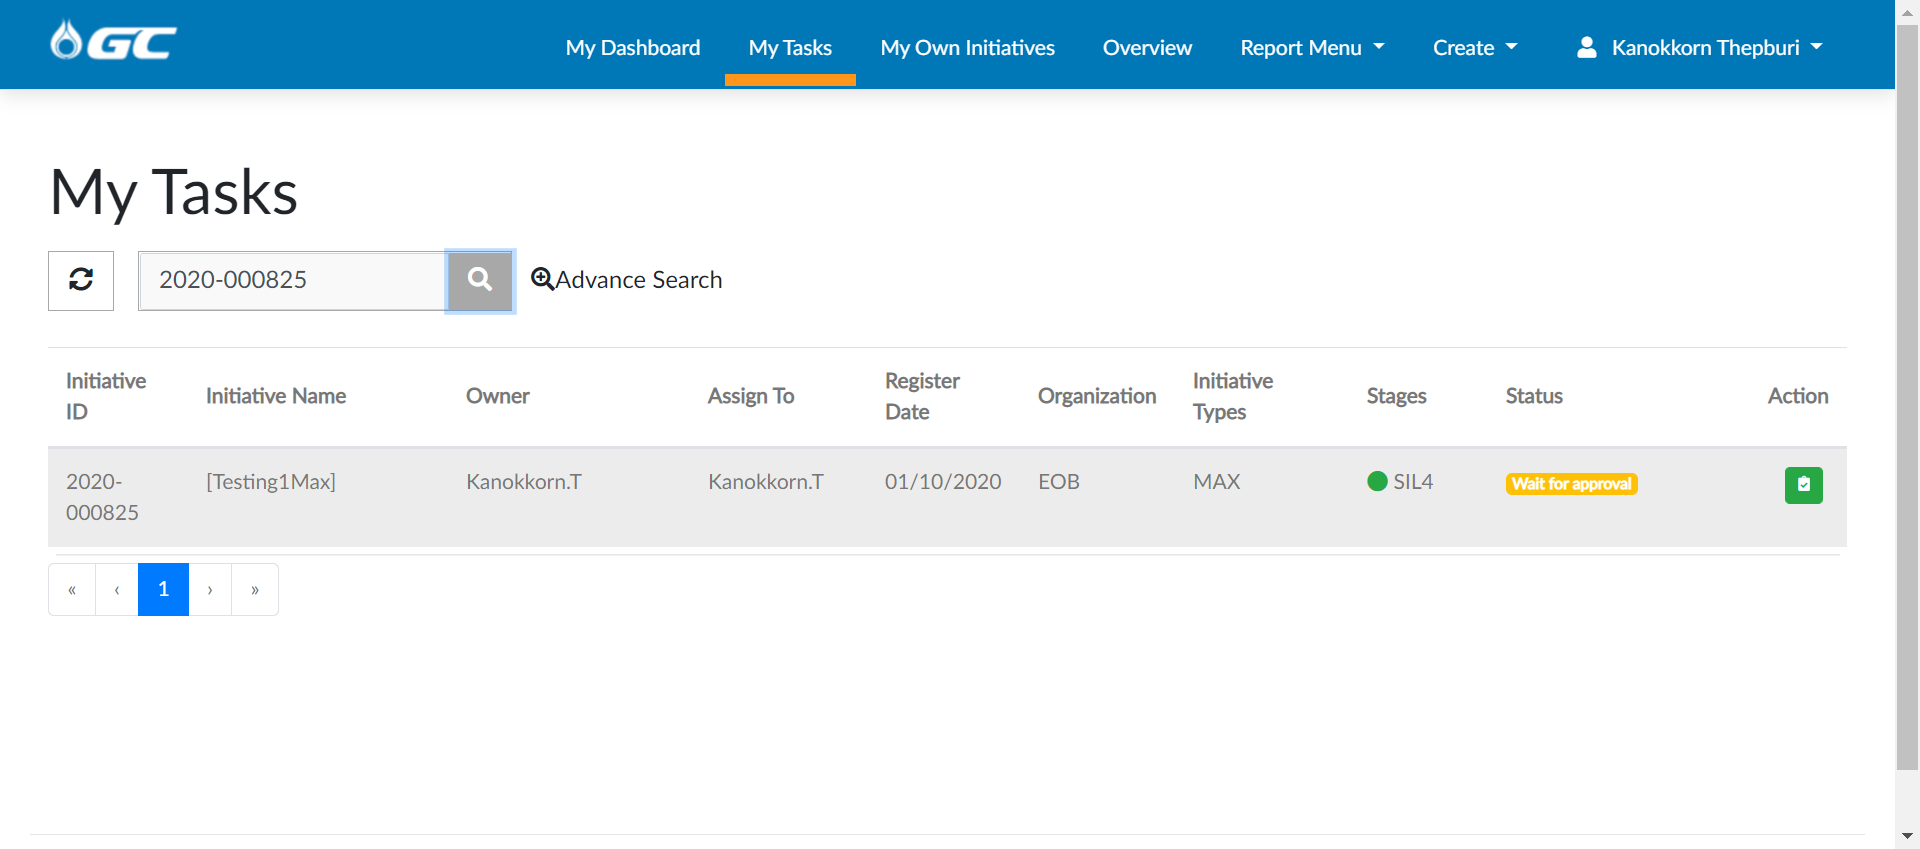 GC
My Dashboard My Tasks My Own Initiatives Overview Report Menu Create Kanokkorn Thepburi
My Tasks
2020-000825 Advance Search
Initiative ID Initiative Name Owner Assign To Register Date Organization Initiative Types Stages Status Action
2020-000825 [Testing1Max] Kanokkorn.T Kanokkorn.T 01/10/2020 EOB MAX SIL4 Wait for approval
« ‹ 1 › »